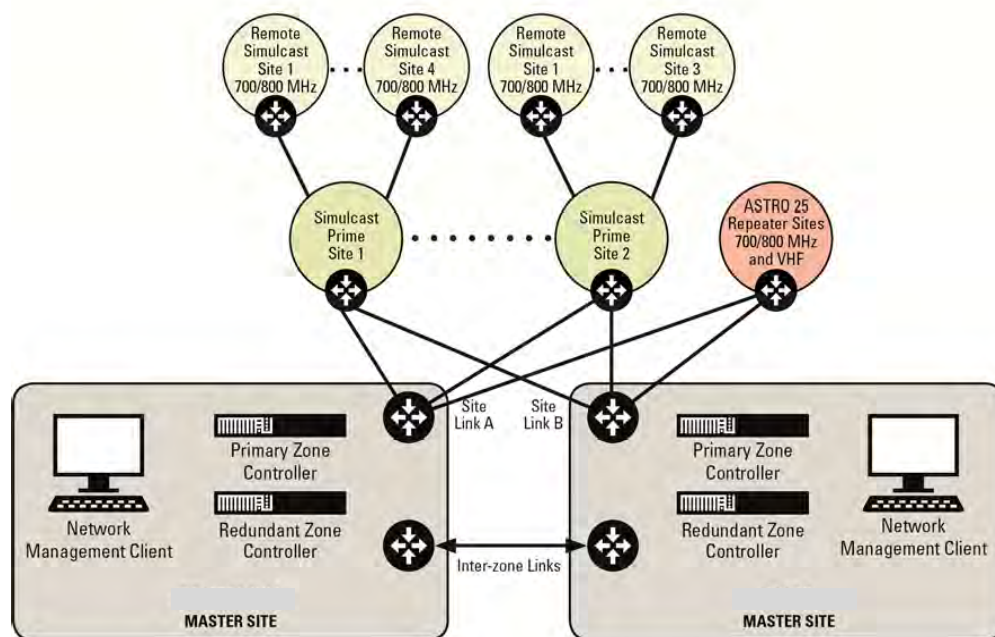 Remote
Simulcast
Site 1
700/800 MHz
Remote
Simulcast
Site 4
700/800 MHz
Remote
Simulcast
Site 1
700/800 MHz
Remote
Simulcast
Site 3
700/800 MHz
Simulcast
Prime
Site 1
Simulcast
Prime
Site 2
ASTRO 25
Repeater Sites
700/800 MHz
and VHF
Site
Link A
Site
Link B
Network
Management Client
Primary Zone
Controller
Redundant Zone
Controller
MASTER SITE
Inter-zone Links
Primary Zone
Controller
Redundant Zone
Controller
Network
Management Client
MASTER SITE